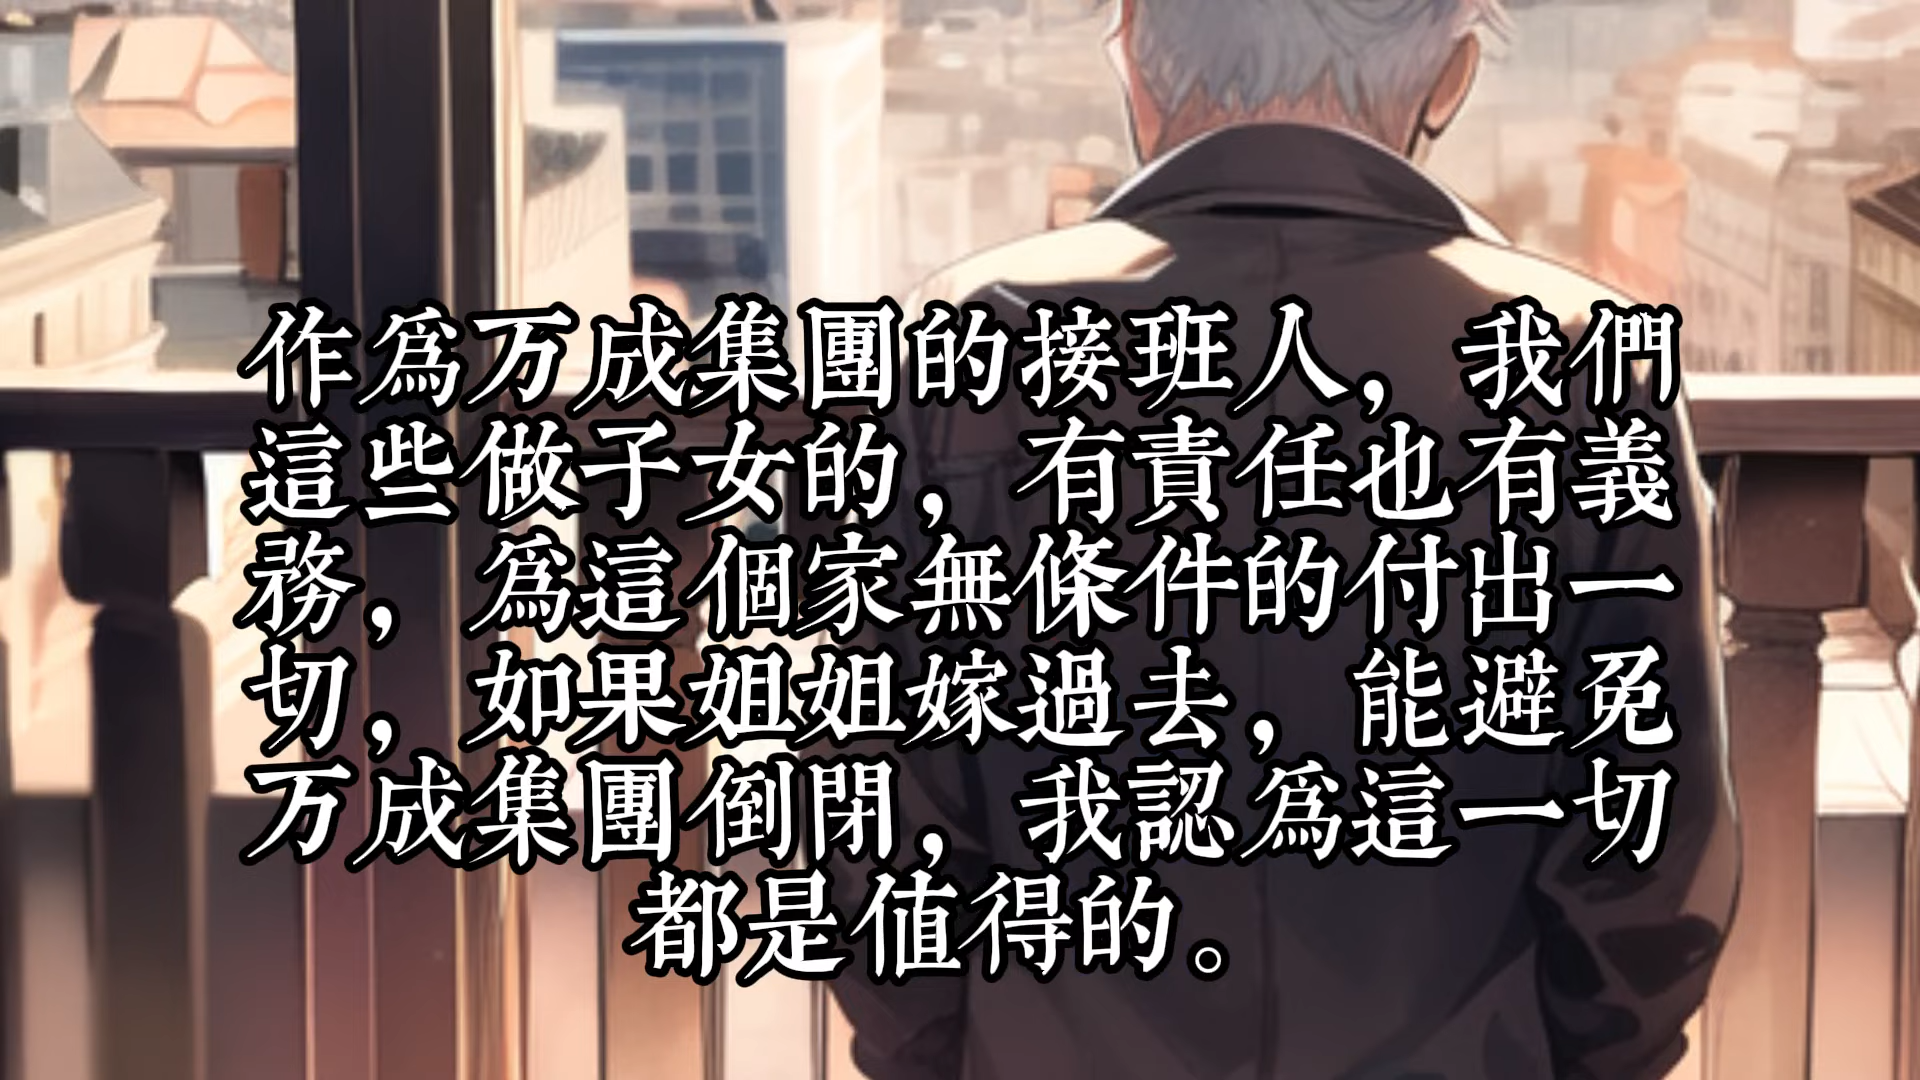 作爲万成集團的接班人，我們
這些做子女的，有責任也有義
務，爲這個家無條件的付出一
切，如果姐姐嫁過去，能避免
万成集團倒閉，我認爲這一切
都是值得的。